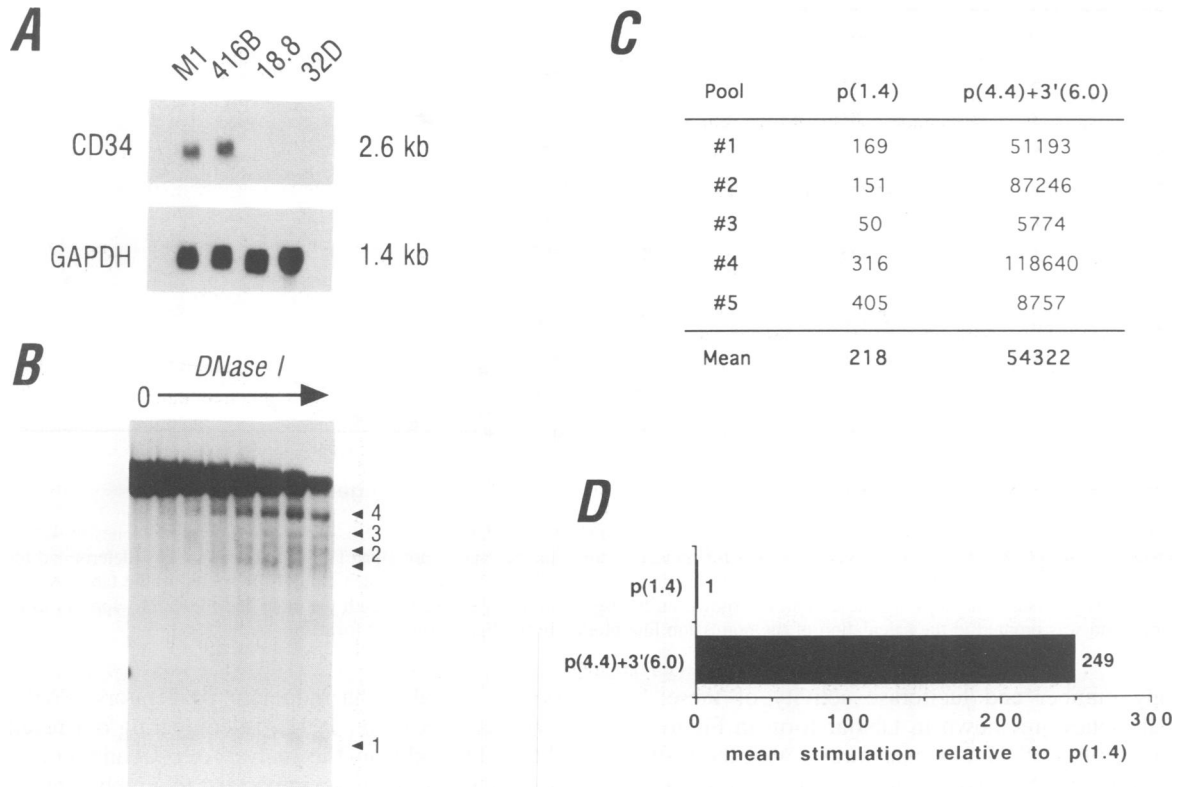 A
M1 416B 18.8 32D
CD34 2.6 kb
GAPDH 1.4 kb
B
DNase I
0
4
3
2
1
C
Pool p(1.4) p(4.4)+3'(6.0)
#1 169 51193
#2 151 87246
#3 50 5774
#4 316 118640
#5 405 8757
Mean 218 54322
D
p(1.4) 1
p(4.4)+3'(6.0) 249
0 100 200 300
mean stimulation relative to p(1.4)